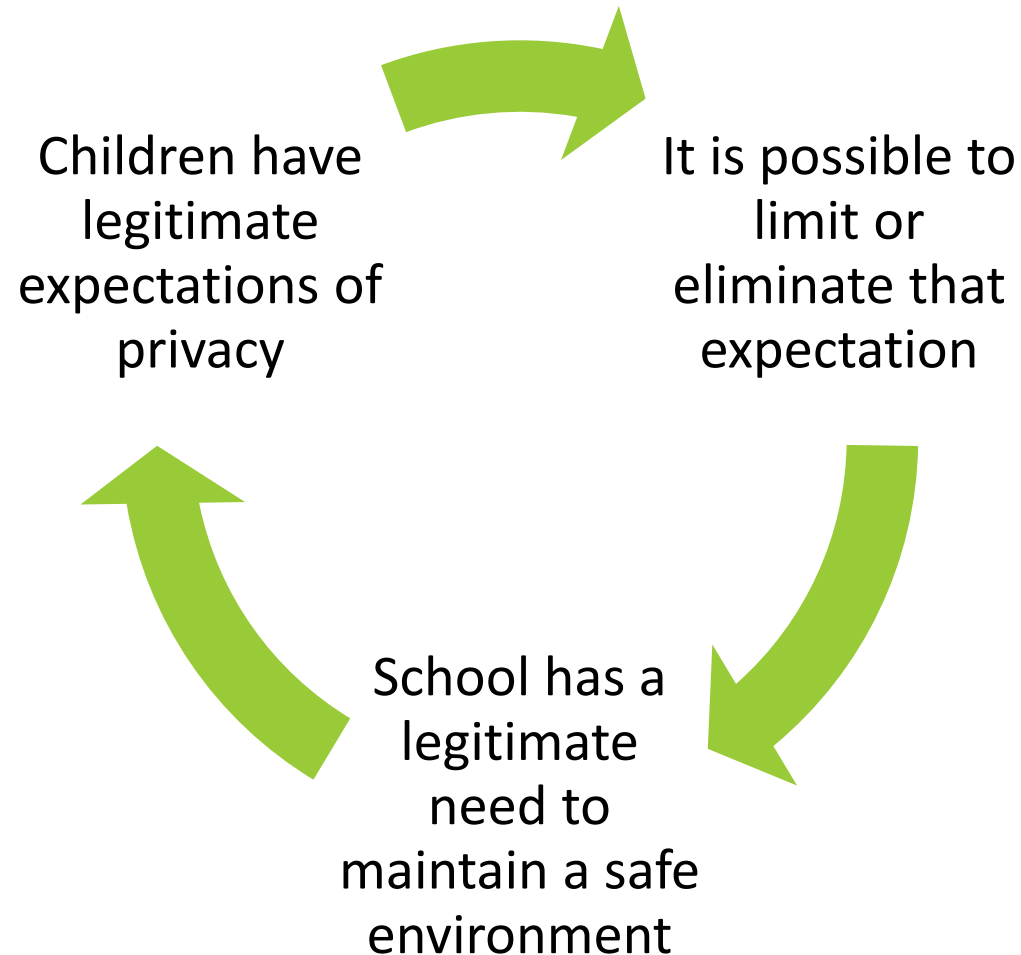 Children have
legitimate
expectations of
privacy
It is possible to
limit or
eliminate that
expectation
School has a
legitimate
need to
maintain a safe
environment